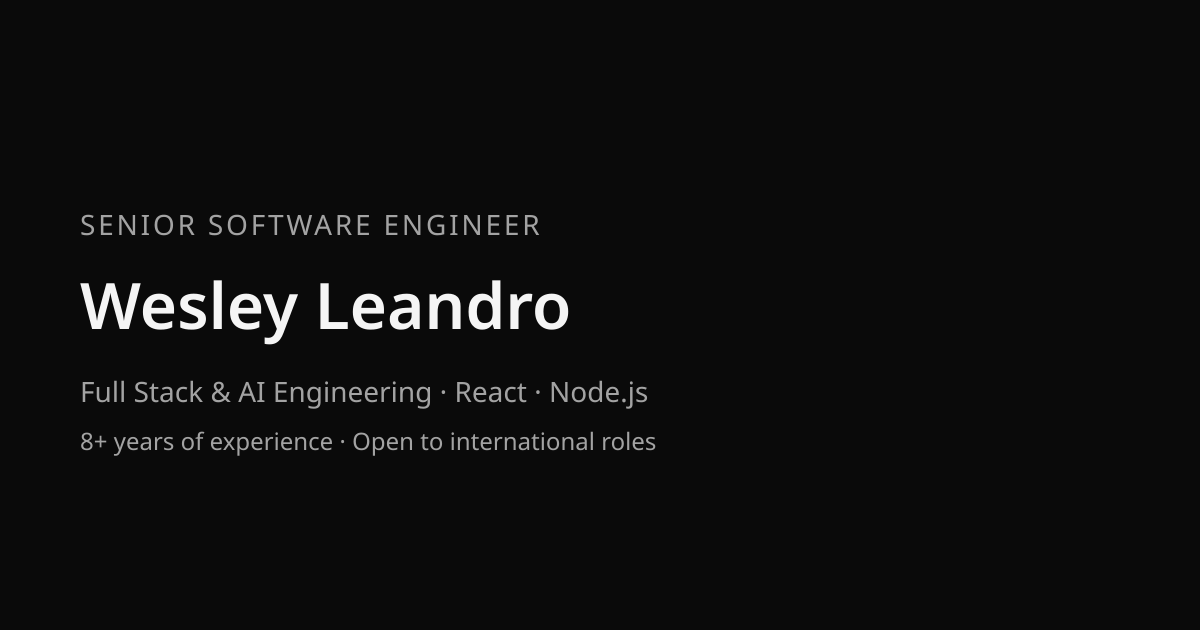 SENIOR SOFTWARE ENGINEER
Wesley Leandro
Full Stack & AI Engineering · React · Node.js
8+ years of experience · Open to international roles